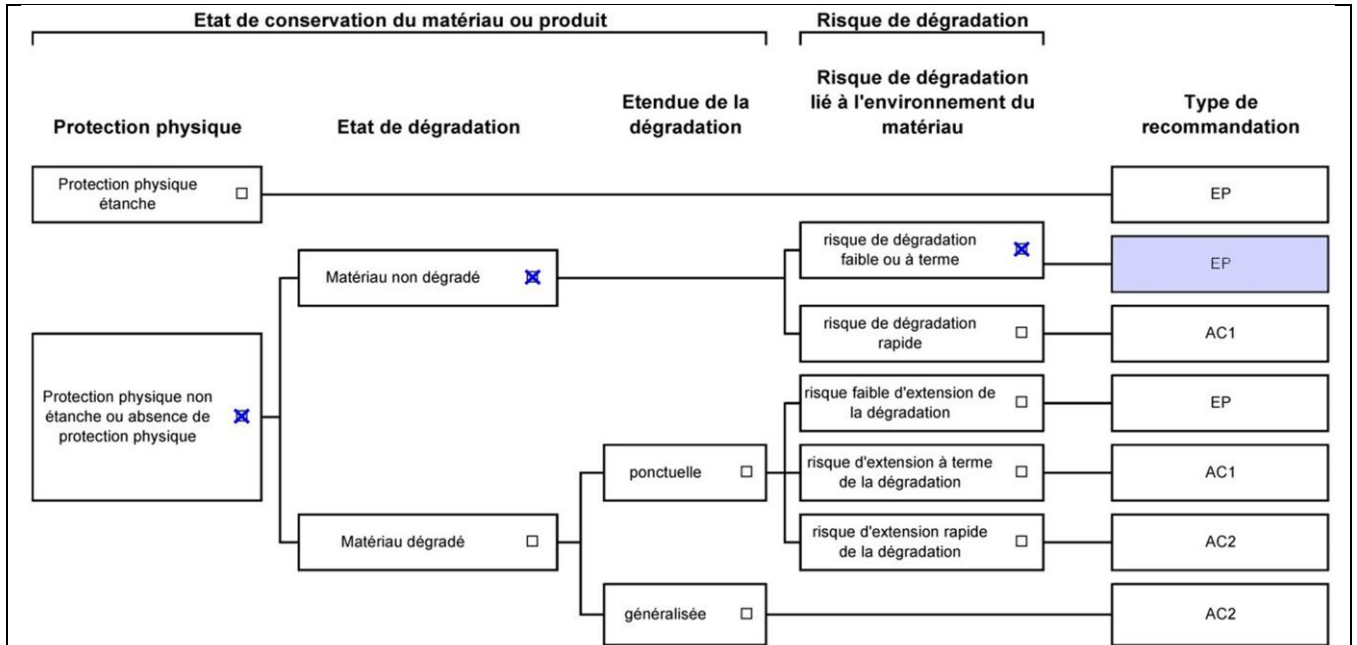 Etat de conservation du matériau ou produit
Risque de dégradation
Protection physique
Etat de dégradation
Etendue de la
dégradation
Risque de dégradation
lié à l'environnement du
matériau
Type de
recommandation
Protection physique
étanche
EP
Protection physique non
étanche ou absence de
protection physique
Matériau non dégradé
risque de dégradation
faible ou à terme
EP
risque de dégradation
rapide
AC1
Matériau dégradé
ponctuelle
risque faible d'extension de
la dégradation
EP
risque d'extension à terme
de la dégradation
AC1
risque d'extension rapide
de la dégradation
AC2
généralisée
AC2